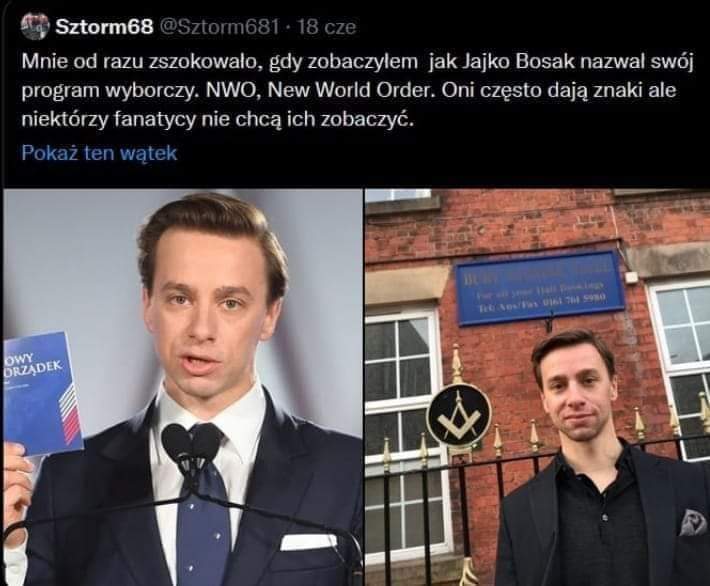 Sztorm68 @Sztorm681 · 18 cze
Mnie od razu zszokowało, gdy zobaczyłem jak Jajko Bosak nazwal swój
program wyborczy. NWO, New World Order. Oni często dają znaki ale
niektórzy fanatycy nie chcą ich zobaczyć.
Pokaż ten wątek
OWY
ORZĄDEK
For all your Hall Bookings
Tel: Ans/Fax 0161 761 5980